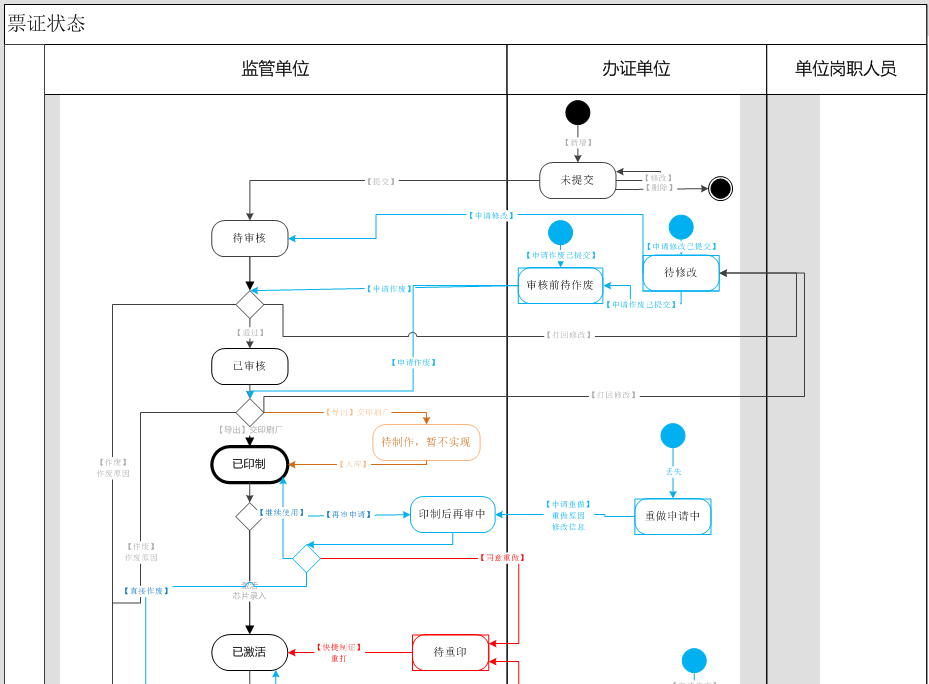 票证状态
监管单位
办证单位
单位岗职人员
【新增】
未提交
【修改】
【删除】
【提交】
【申请修改】
待审核
【申请作废已提交】
【申请修改已提交】
待修改
审核前待作废
【申请作废】
【申请作废已提交】
【通过】
【打回修改】
已审核
【申请作废】
【打回修改】
【导出】交印刷厂
【导出】交印刷厂
待制作，暂不实现
【作废】
作废原因
已印制
【入库】
丢失
【继续使用】
【再审申请】
印制后再审中
【申请重做】
重做原因
修改信息
重做申请中
【作废】
作废原因
【同意重做】
【直接作废】
激活
芯片录入
已激活
【快捷制证】
重打
待重印